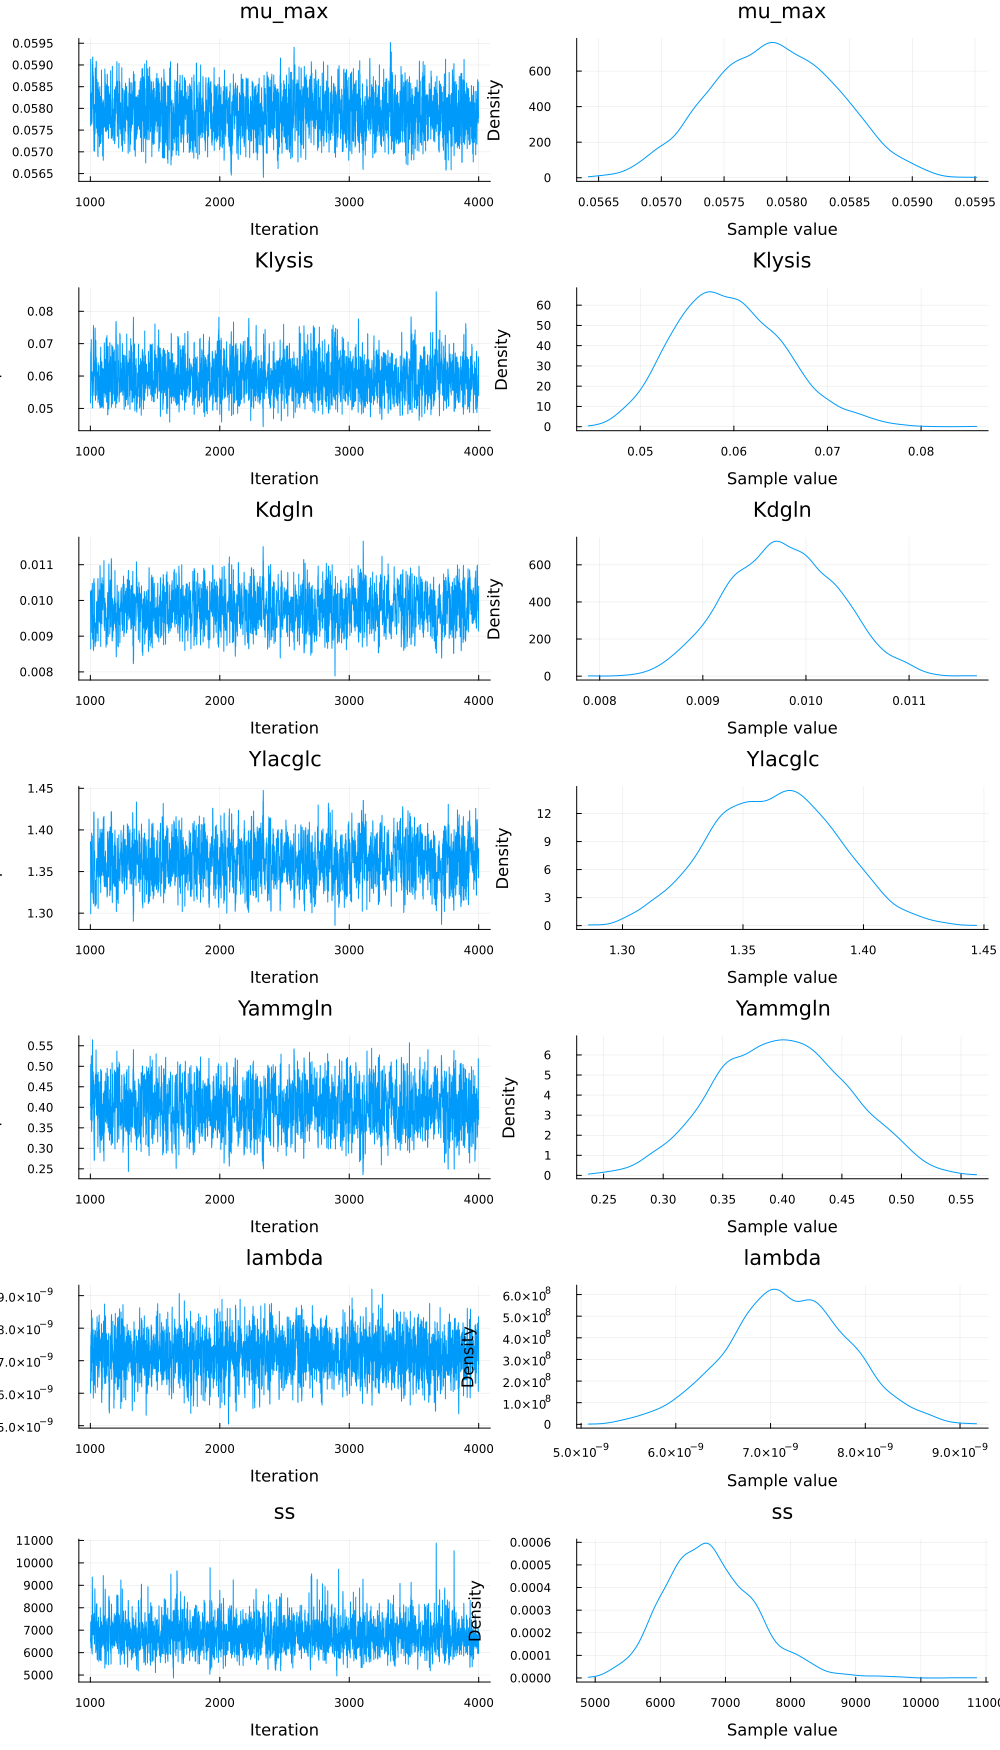 mu_max
mu_max
0.0595
0.0590
0.0585
0.0580
0.0575
0.0570
0.0565
1000 2000 3000 4000
Iteration
Density
600
400
200
0
0.0565 0.0570 0.0575 0.0580 0.0585 0.0590 0.0595
Sample value
Klysis
Klysis
0.08
0.07
0.06
0.05
1000 2000 3000 4000
Iteration
Density
60
50
40
30
20
10
0
0.05 0.06 0.07 0.08
Sample value
Kdgln
Kdgln
0.011
0.010
0.009
0.008
1000 2000 3000 4000
Iteration
Density
600
400
200
0
0.008 0.009 0.010 0.011
Sample value
Ylacglc
Ylacglc
1.45
1.40
1.35
1.30
1000 2000 3000 4000
Iteration
Density
12
9
6
3
0
1.30 1.35 1.40 1.45
Sample value
Yammgln
Yammgln
0.55
0.50
0.45
0.40
0.35
0.30
0.25
1000 2000 3000 4000
Iteration
Density
6
5
4
3
2
1
0
0.25 0.30 0.35 0.40 0.45 0.50 0.55
Sample value
lambda
lambda
9.0×10⁻⁹
8.0×10⁻⁹
7.0×10⁻⁹
6.0×10⁻⁹
5.0×10⁻⁹
1000 2000 3000 4000
Iteration
Density
6.0×10⁸
5.0×10⁸
4.0×10⁸
3.0×10⁸
2.0×10⁸
1.0×10⁸
0
5.0×10⁻⁹ 6.0×10⁻⁹ 7.0×10⁻⁹ 8.0×10⁻⁹ 9.0×10⁻⁹
Sample value
ss
ss
11000
10000
9000
8000
7000
6000
5000
1000 2000 3000 4000
Iteration
Density
0.0006
0.0005
0.0004
0.0003
0.0002
0.0001
0.0000
5000 6000 7000 8000 9000 10000 11000
Sample value